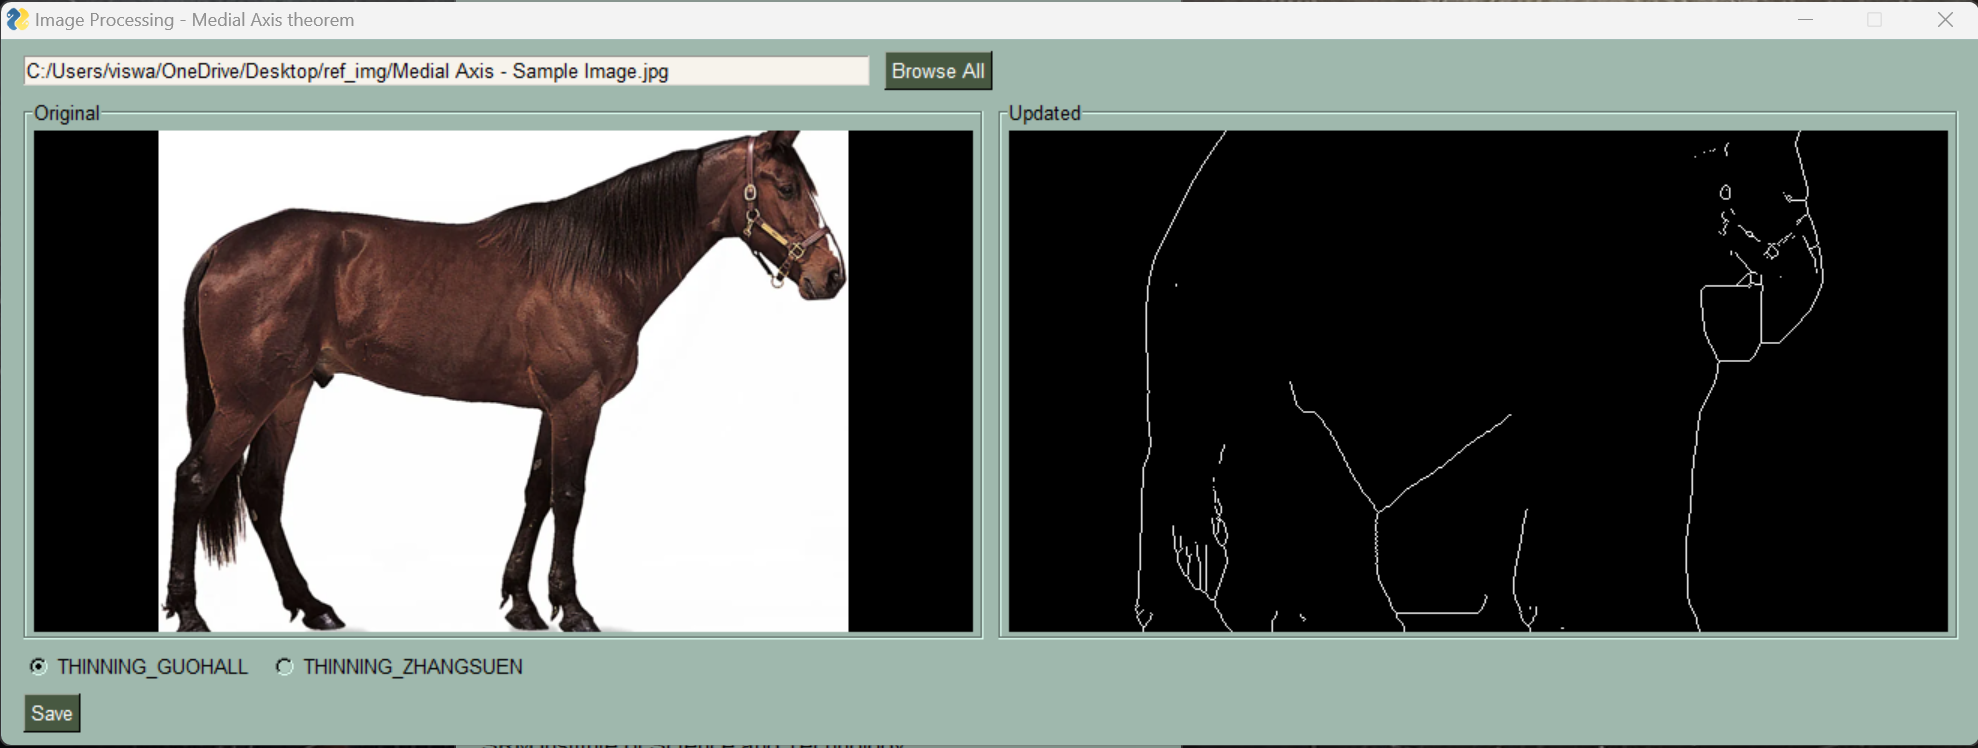 Image Processing - Medial Axis theorem
C:/Users/viswa/OneDrive/Desktop/ref_img/Medial Axis - Sample Image.jpg
Browse All
Original
Updated
THINNING_GUOHALL
THINNING_ZHANGSUEN
Save